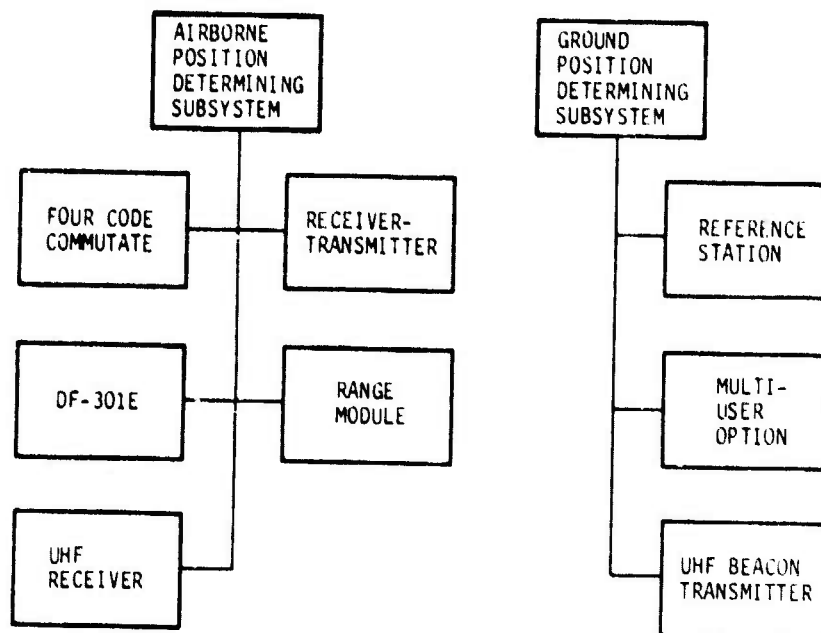 AIRBORNE
POSITION
DETERMINING
SUBSYSTEM
GROUND
POSITION
DETERMINING
SUBSYSTEM
FOUR CODE
COMMUTATE
RECEIVER-
TRANSMITTER
REFERENCE
STATION
DF-301E
RANGE
MODULE
MULTI-
USER
OPTION
UHF
RECEIVER
UHF BEACON
TRANSMITTER